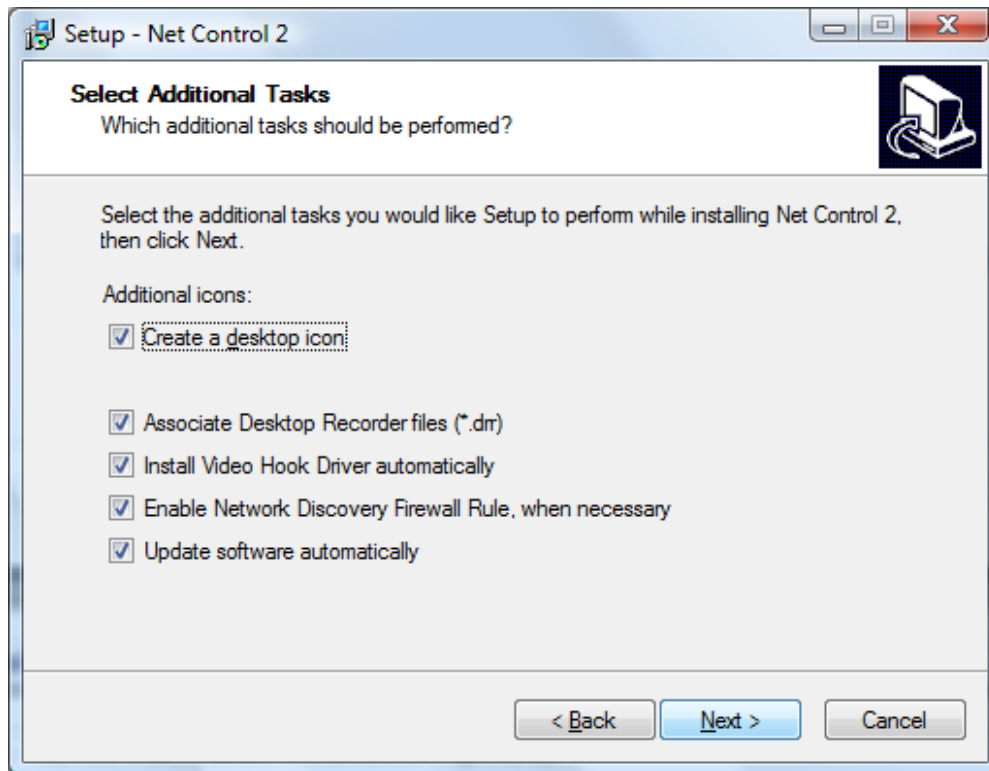 Setup - Net Control 2
Select Additional Tasks
Which additional tasks should be performed?
Select the additional tasks you would like Setup to perform while installing Net Control 2,
then click Next.
Additional icons:
Create a desktop icon
Associate Desktop Recorder files (*.drr)
Install Video Hook Driver automatically
Enable Network Discovery Firewall Rule, when necessary
Update software automatically
< Back Next > Cancel